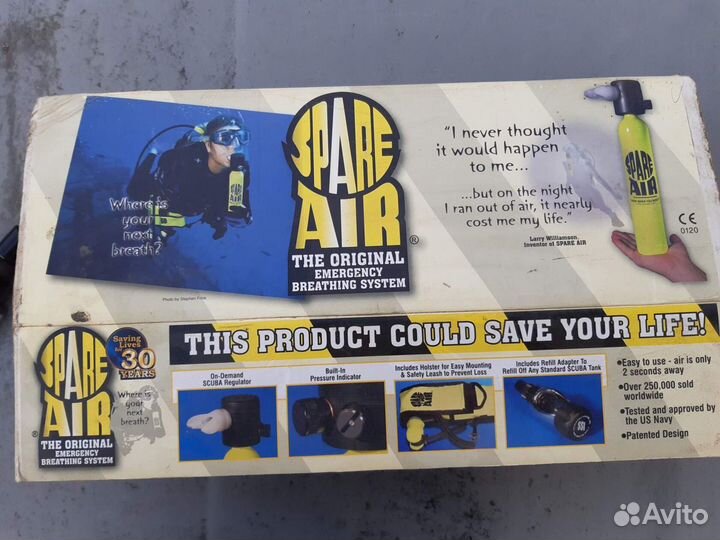 SPARE
AIR
®
THE ORIGINAL
EMERGENCY
BREATHING SYSTEM
Where is
your
next
breath?
Photo by Stephen Frink
"I never thought
it would happen
to me...
...but on the night
I ran out of air, it nearly
cost me my life."
Larry Williamson,
Inventor of SPARE AIR
SPARE
AIR
CE
0120
SPARE
AIR
®
THE ORIGINAL
EMERGENCY
BREATHING SYSTEM
Saving
Lives
for 30
YEARS
Where is
your
next
breath?
THIS PRODUCT COULD SAVE YOUR LIFE!
On-Demand
SCUBA Regulator
Built-In
Pressure Indicator
Includes Holster for Easy Mounting
& Safety Leash to Prevent Loss
Includes Refill Adapter To
Refill Off Any Standard SCUBA Tank
•Easy to use - air is only
2 seconds away
•Over 250,000 sold
worldwide
•Tested and approved by
the US Navy
•Patented Design
Avito